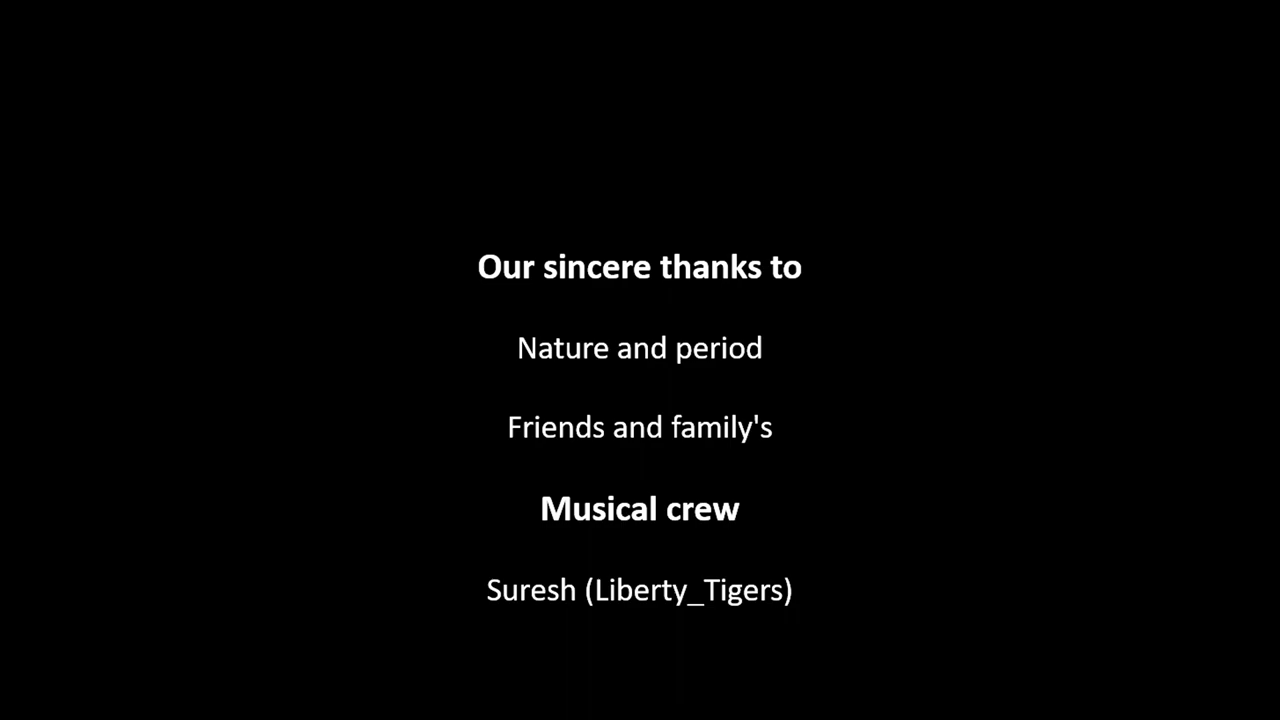 Our sincere thanks to
Nature and period
Friends and family's
Musical crew
Suresh (Liberty_Tigers)